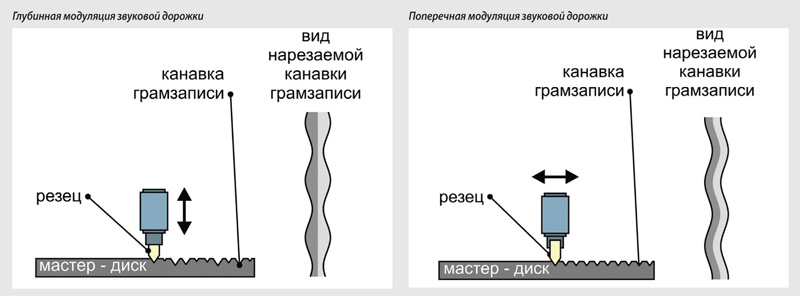 Глубинная модуляция звуковой дорожки
вид
нарезаемой
канавки
грамзаписи
канавка
грамзаписи
резец
мастер - диск
Поперечная модуляция звуковой дорожки
вид
нарезаемой
канавки
грамзаписи
канавка
грамзаписи
резец
мастер - диск